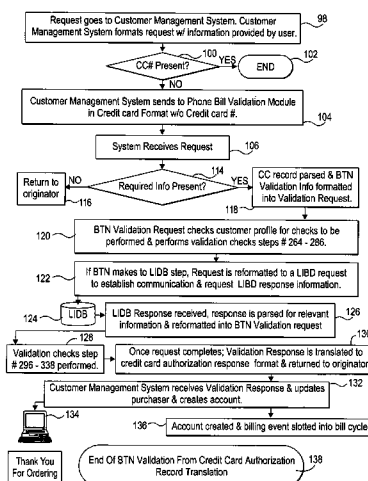 Request goes to Customer Management System. Customer
Management System formats request w/ information provided by user.
98
CC# Present?
100
YES
END
102
NO
Customer Management System sends to Phone Bill Validation Module
in Credit card Format w/o Credit card #.
104
System Receives Request
106
Return to
originator
116
NO
Required Info Present?
114
YES
CC record parsed & BTN
Validation Info formatted
into Validation Request.
118
120
BTN Validation Request checks customer profile for checks to be
performed & performs validation checks steps # 264 - 286.
122
If BTN makes to LIDB step, Request is reformatted to a LIBD request
to establish communication & request LIBD response information.
LIDB
124
LIDB Response received, response is parsed for relevant
information & reformatted into BTN Validation request
126
128
Validation checks step
# 296 - 338 performed.
130
Once request completes; Validation Response is translated to
credit card authorization response format & returned to originator.
132
Customer Management System receives Validation Response & updates
purchaser & creates account.
134
136
Account created & billing event slotted into bill cycle.
Thank You
For Ordering
End Of BTN Validation From Credit Card Authorization
Record Translation
138